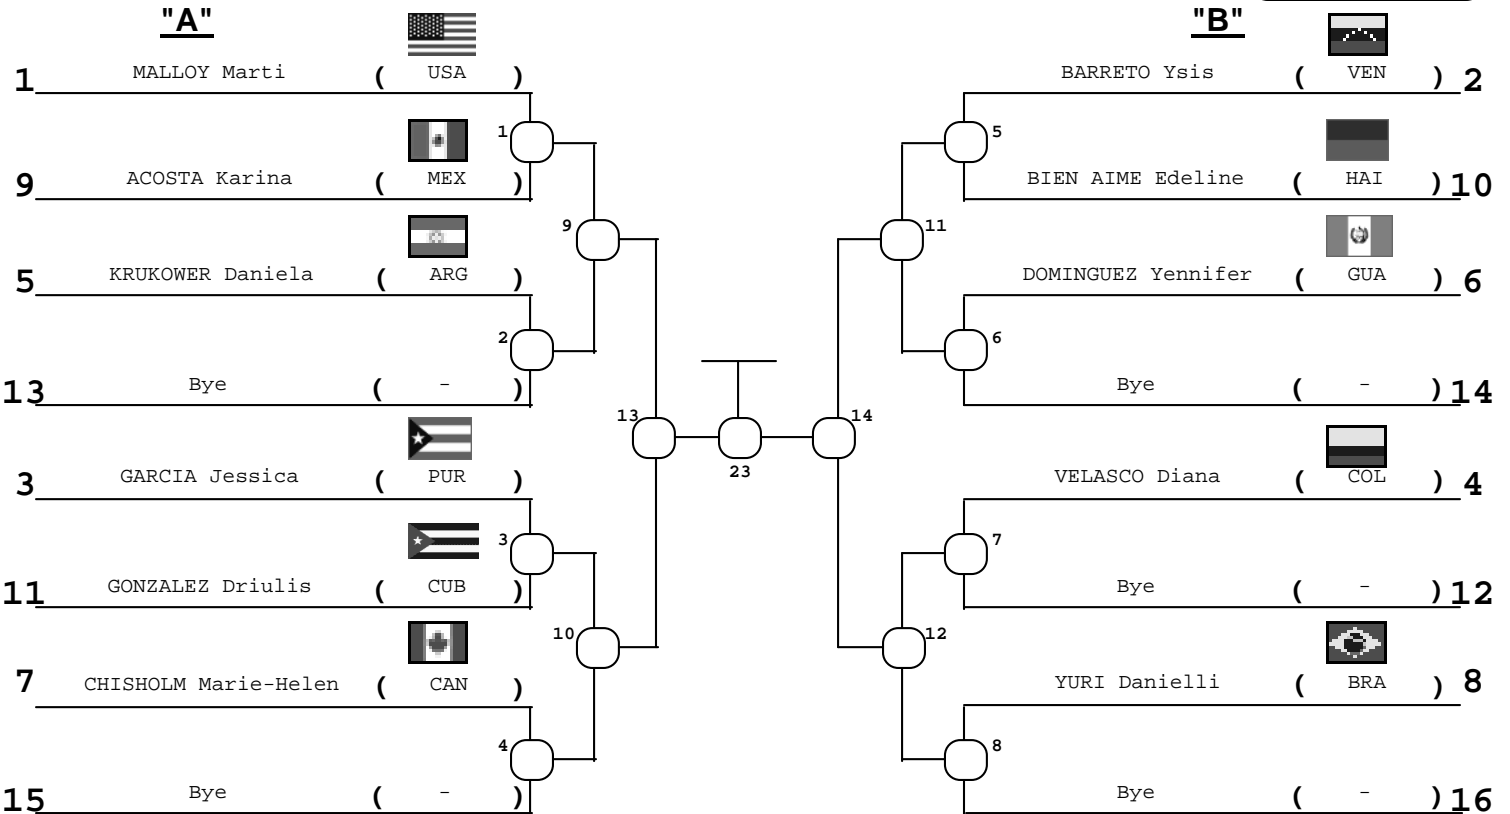 "A"
1 MALLOY Marti ( USA )
1
9 ACOSTA Karina ( MEX )
9
5 KRUKOWER Daniela ( ARG )
2
13 Bye ( - )
13
3 GARCIA Jessica ( PUR )
3
11 GONZALEZ Driulis ( CUB )
10
7 CHISHOLM Marie-Helen ( CAN )
4
15 Bye ( - )
23
"B"
BARRETO Ysis ( VEN ) 2
5
BIEN AIME Edeline ( HAI ) 10
11
DOMINGUEZ Yennifer ( GUA ) 6
6
Bye ( - ) 14
14
VELASCO Diana ( COL ) 4
7
Bye ( - ) 12
12
YURI Danielli ( BRA ) 8
8
Bye ( - ) 16